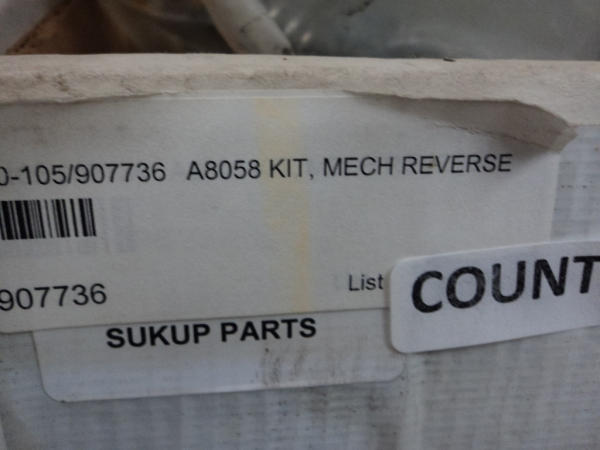 0-105/907736 A8058 KIT, MECH REVERSE
907736
List
COUNT
SUKUP PARTS